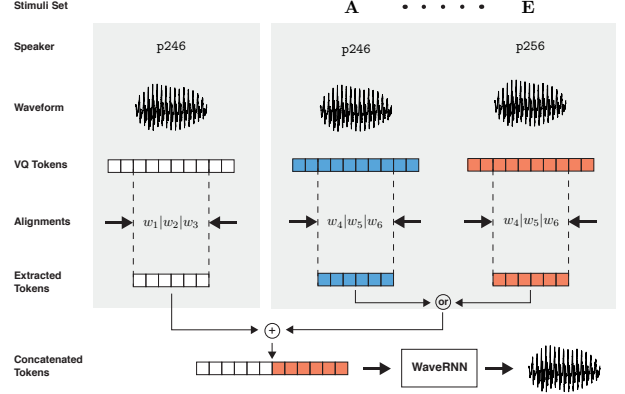 Stimuli Set A · · · · · E
Speaker p246 p246 p256
Waveform
VQ Tokens
Alignments w₁|w₂|w₃ w₄|w₅|w₆ w₄|w₅|w₆
Extracted
Tokens
or
+
Concatenated
Tokens
WaveRNN